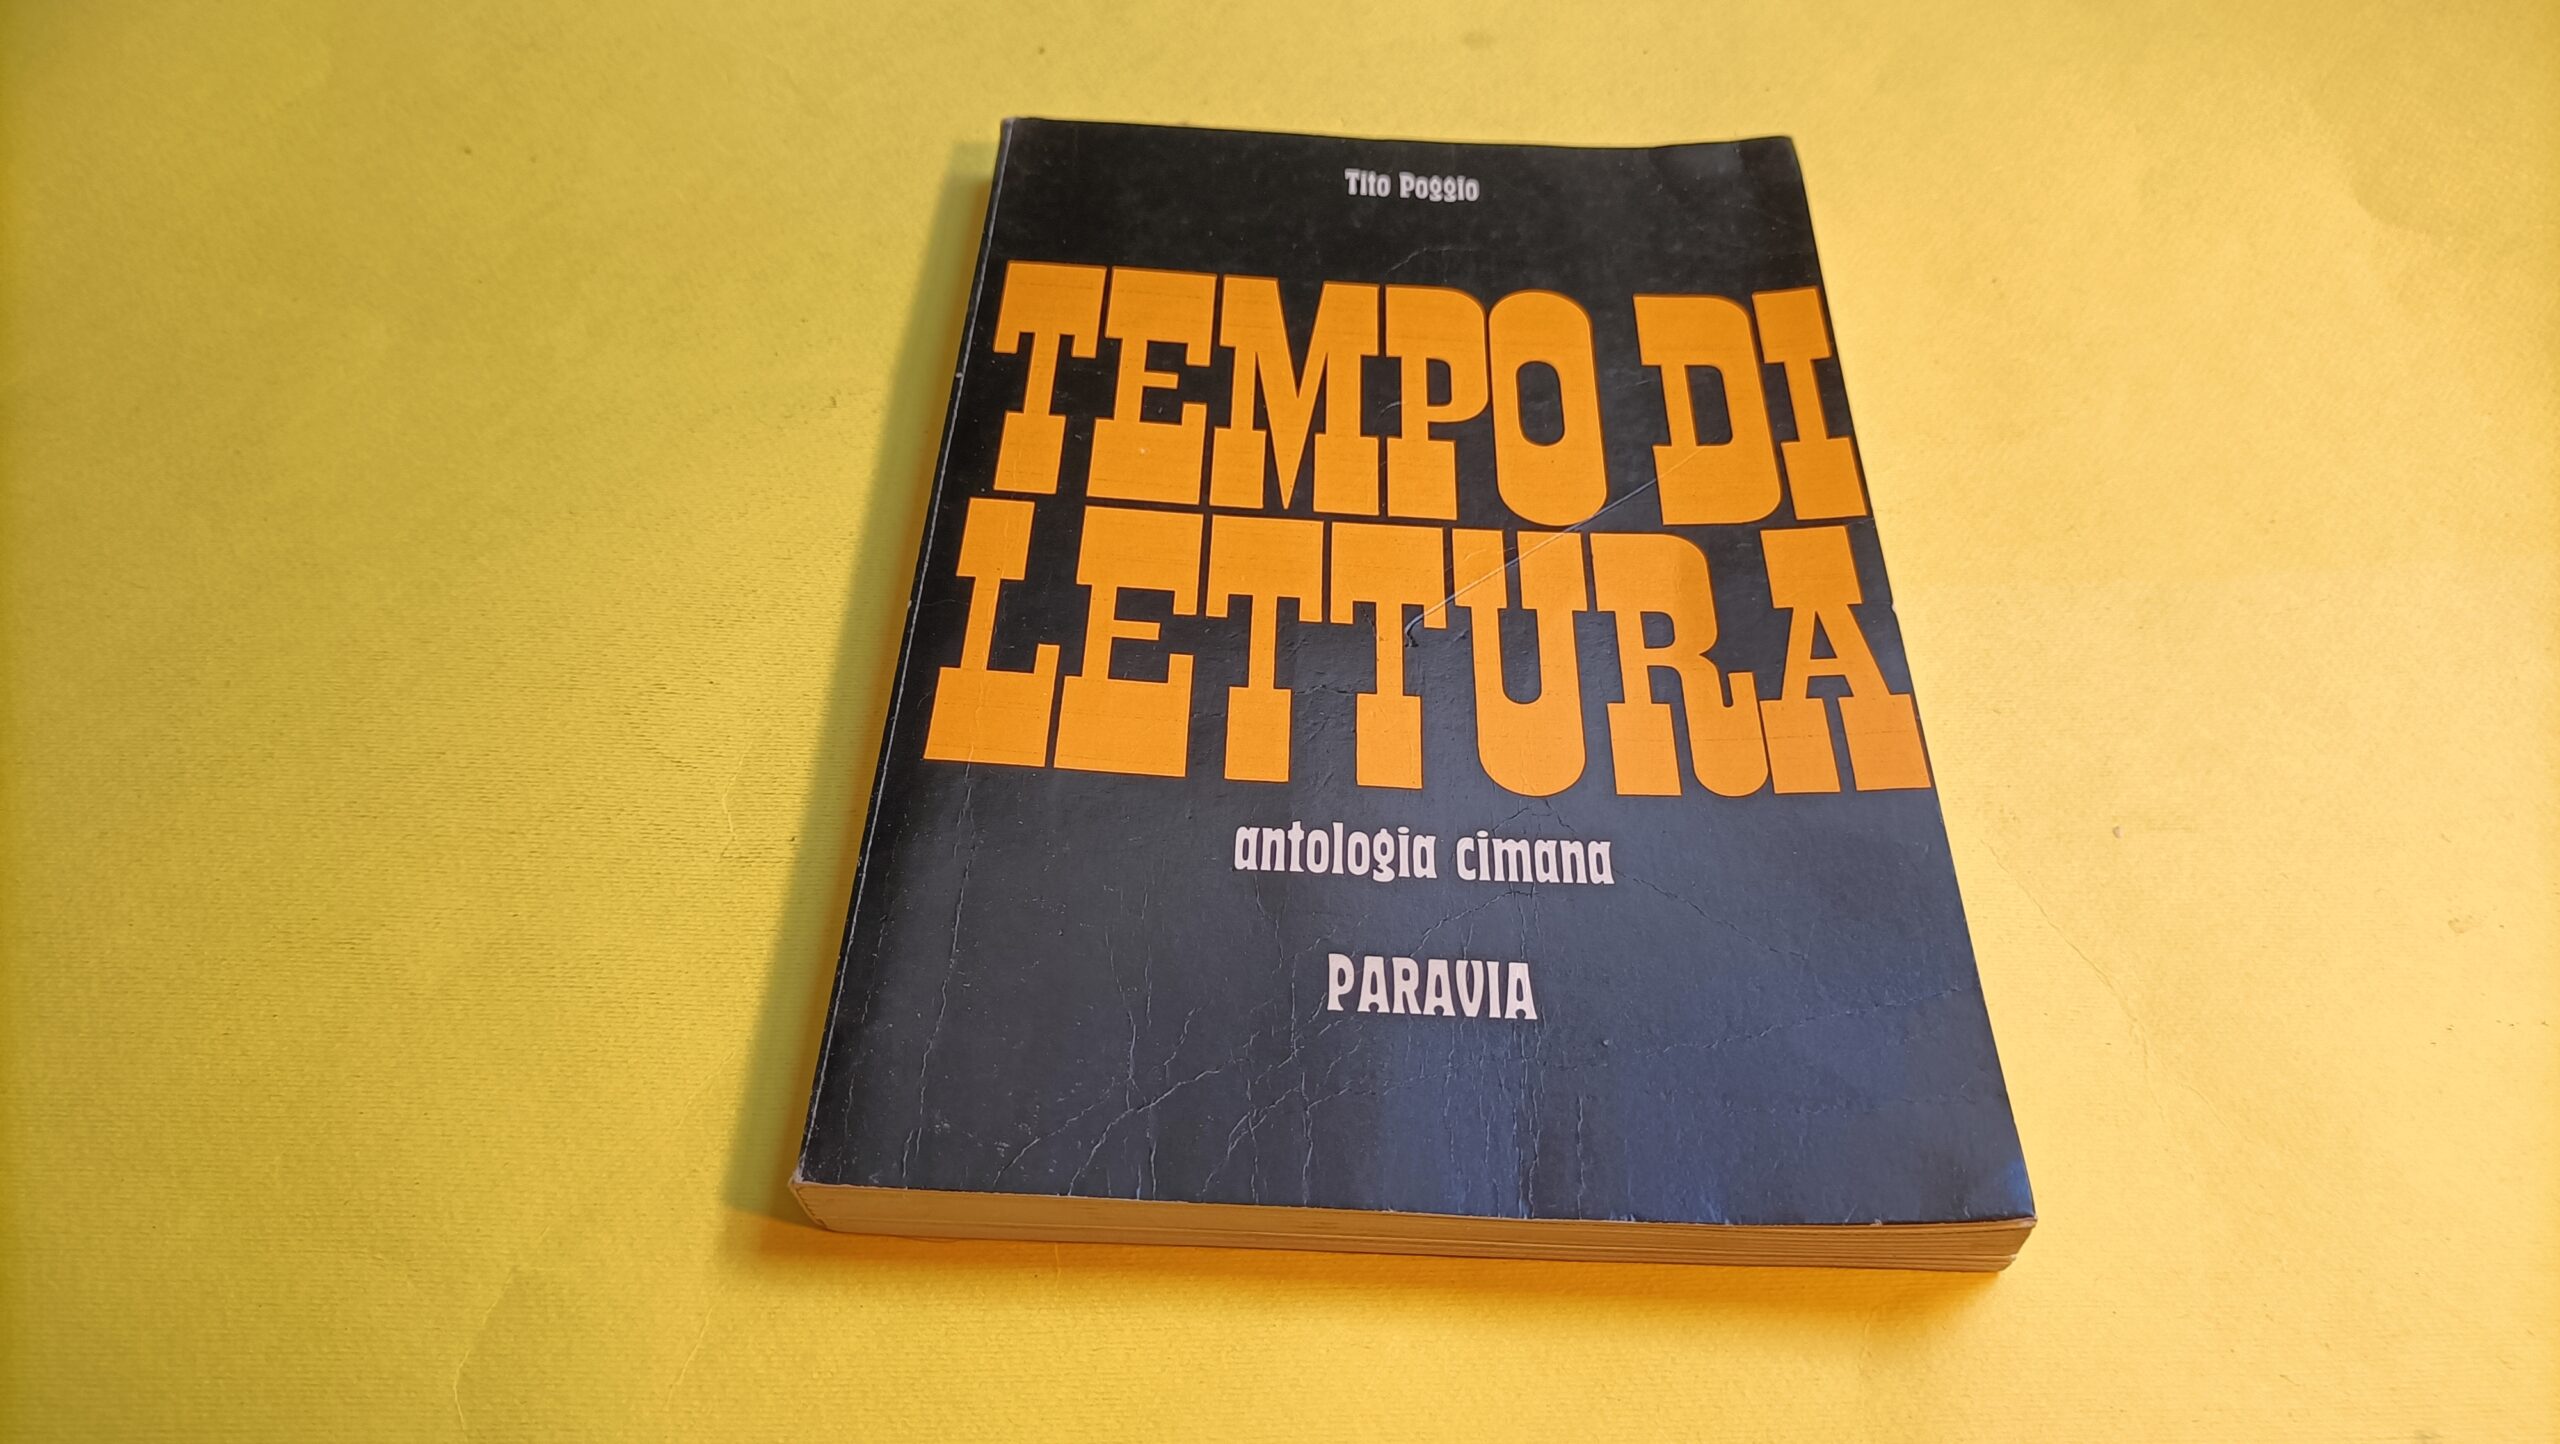 Tito Poggio
TEMPO DI
LETTURA
antologia cimana
PARAVIA